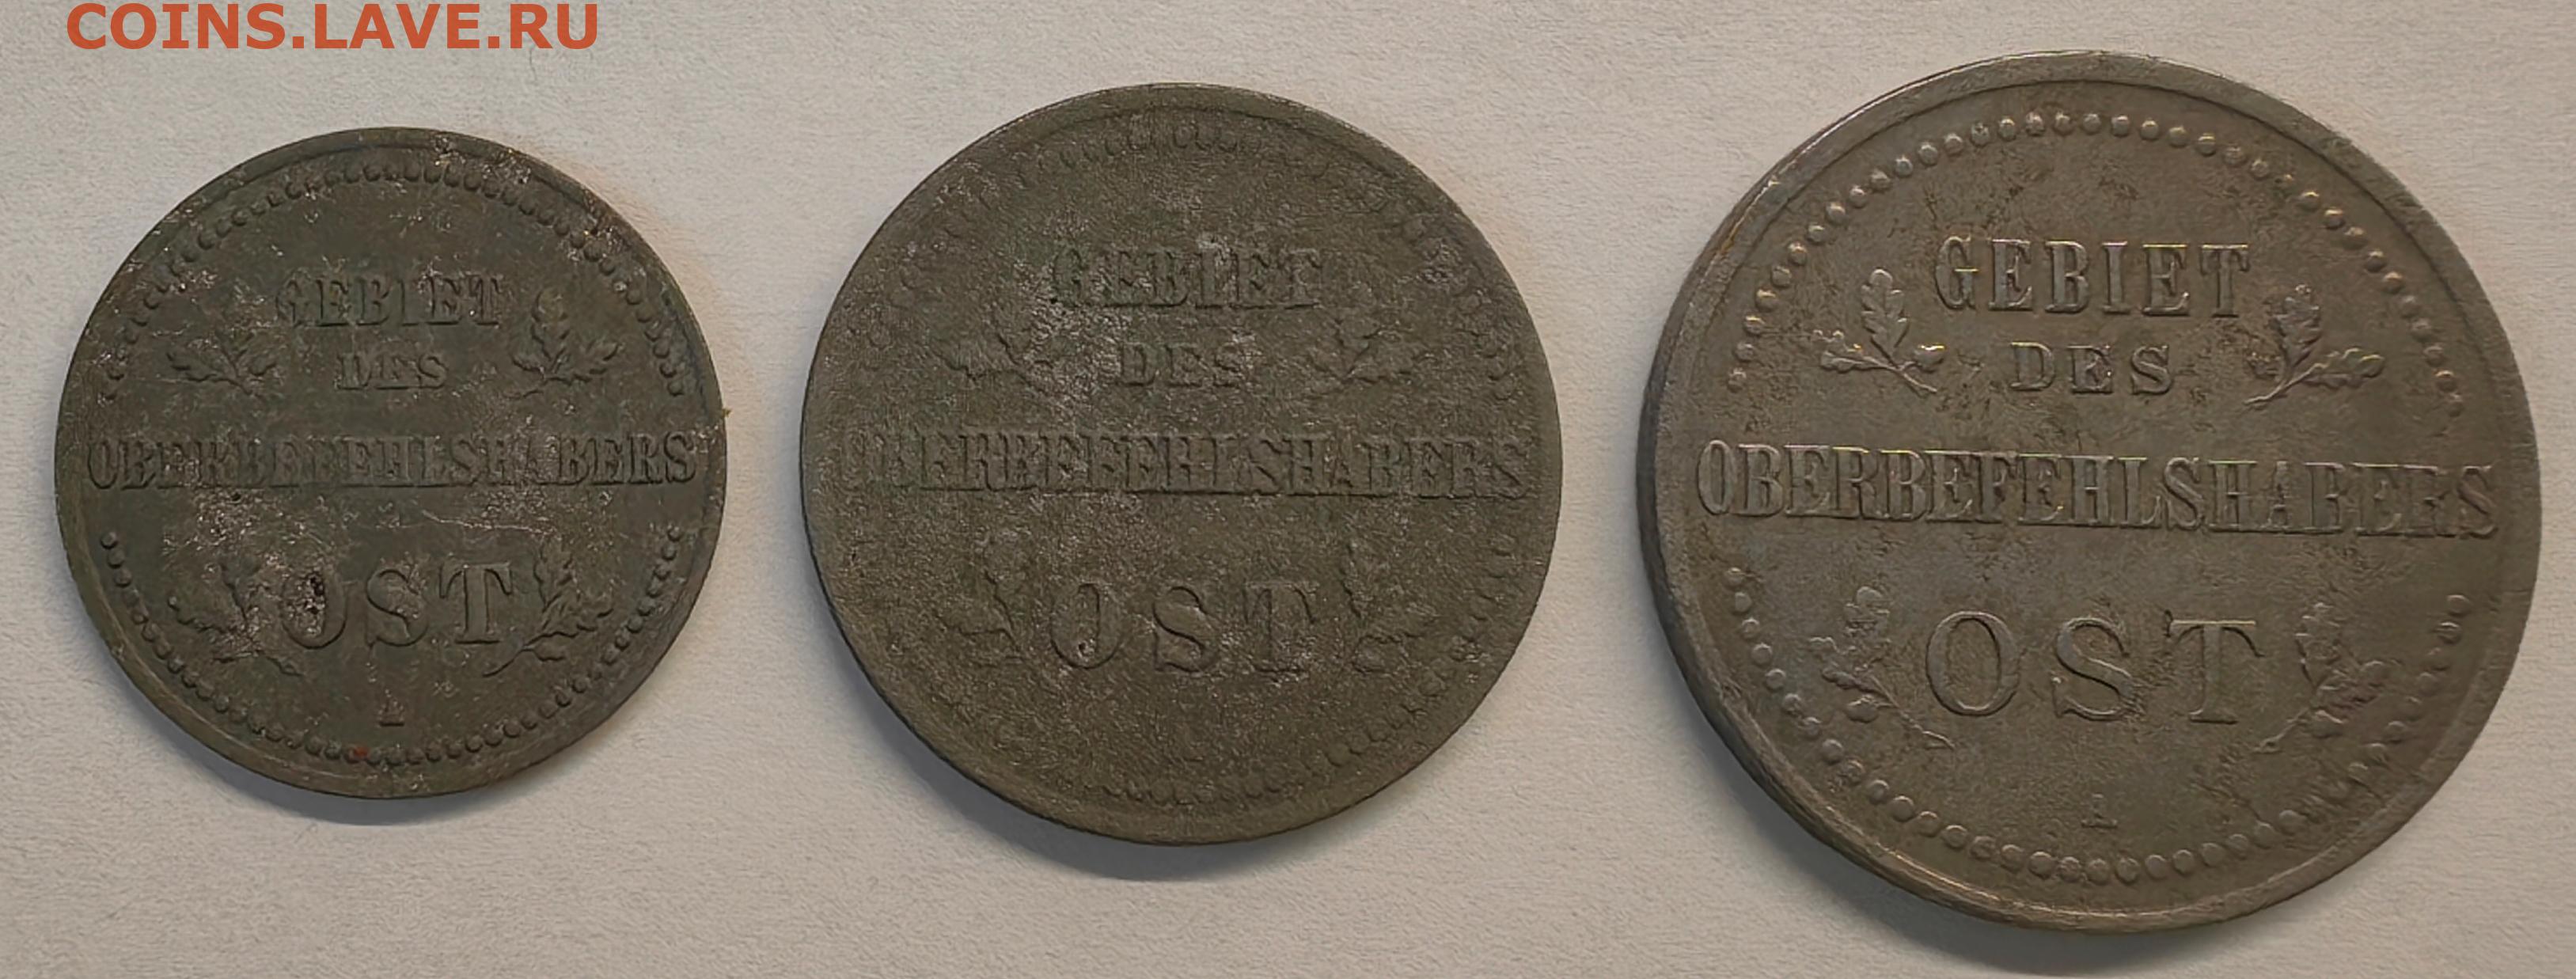 COINS.LAVE.RU
GEBIET
DES
OBERBEFEHLSHABERS
OST
A
GEBIET
DES
OBERBEFEHLSHABERS
OST
GEBIET
DES
OBERBEFEHLSHABERS
OST
A